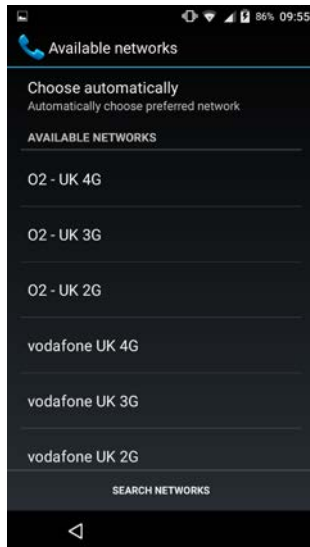 86% 09:55
Available networks
Choose automatically
Automatically choose preferred network
AVAILABLE NETWORKS
O2 - UK 4G
O2 - UK 3G
O2 - UK 2G
vodafone UK 4G
vodafone UK 3G
vodafone UK 2G
SEARCH NETWORKS